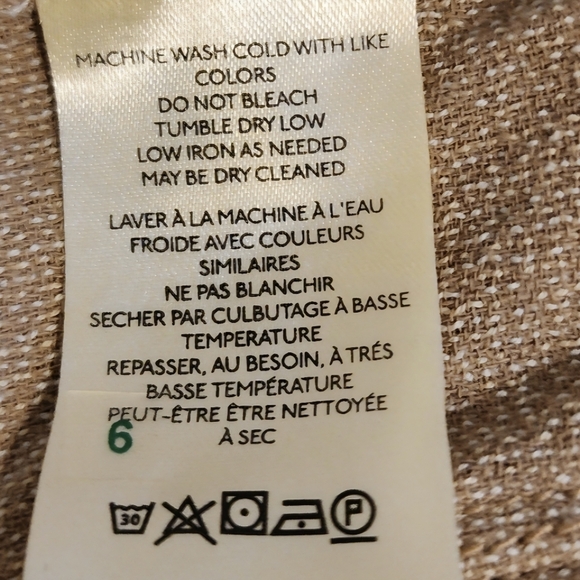 MACHINE WASH COLD WITH LIKE
COLORS
DO NOT BLEACH
TUMBLE DRY LOW
LOW IRON AS NEEDED
MAY BE DRY CLEANED
LAVER À LA MACHINE À L'EAU
FROIDE AVEC COULEURS
SIMILAIRES
NE PAS BLANCHIR
SECHER PAR CULBUTAGE À BASSE
TEMPERATURE
REPASSER, AU BESOIN, À TRÉS
BASSE TEMPÉRATURE
PEUT-ÊTRE ÊTRE NETTOYÉE
À SEC
6
30
P